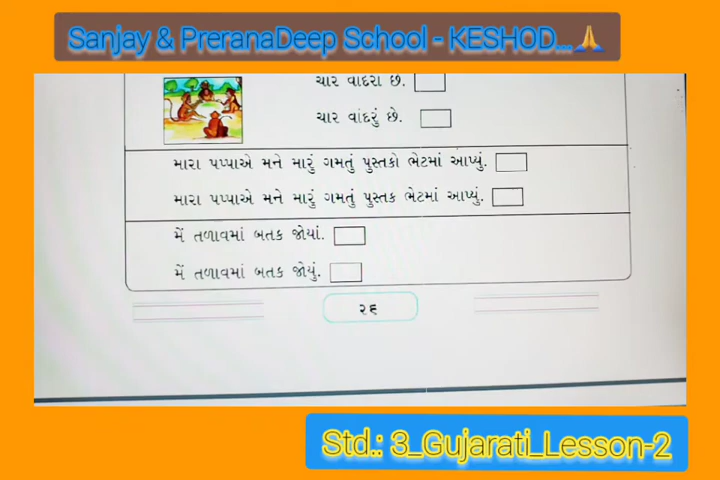 Sanjay & PreranaDeep School - KESHOD...🙏
ચાર વાંદરા છે.
ચાર વાંદરું છે.
મારા પપ્પાએ મને મારું ગમતું પુસ્તકો ભેટમાં આપ્યું.
મારા પપ્પાએ મને મારું ગમતું પુસ્તક ભેટમાં આપ્યું.
મેં તળાવમાં બતક જોયાં.
મેં તળાવમાં બતક જોયું.
૨૬
Std.: 3_Gujarati_Lesson-2